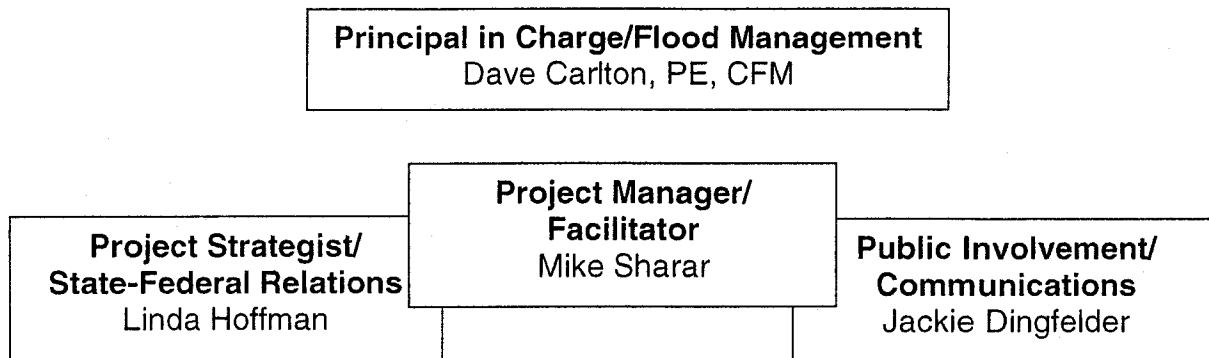 Principal in Charge/Flood Management
Dave Carlton, PE, CFM
Project Manager/
Facilitator
Mike Sharar
Project Strategist/
State-Federal Relations
Linda Hoffman
Public Involvement/
Communications
Jackie Dingfelder